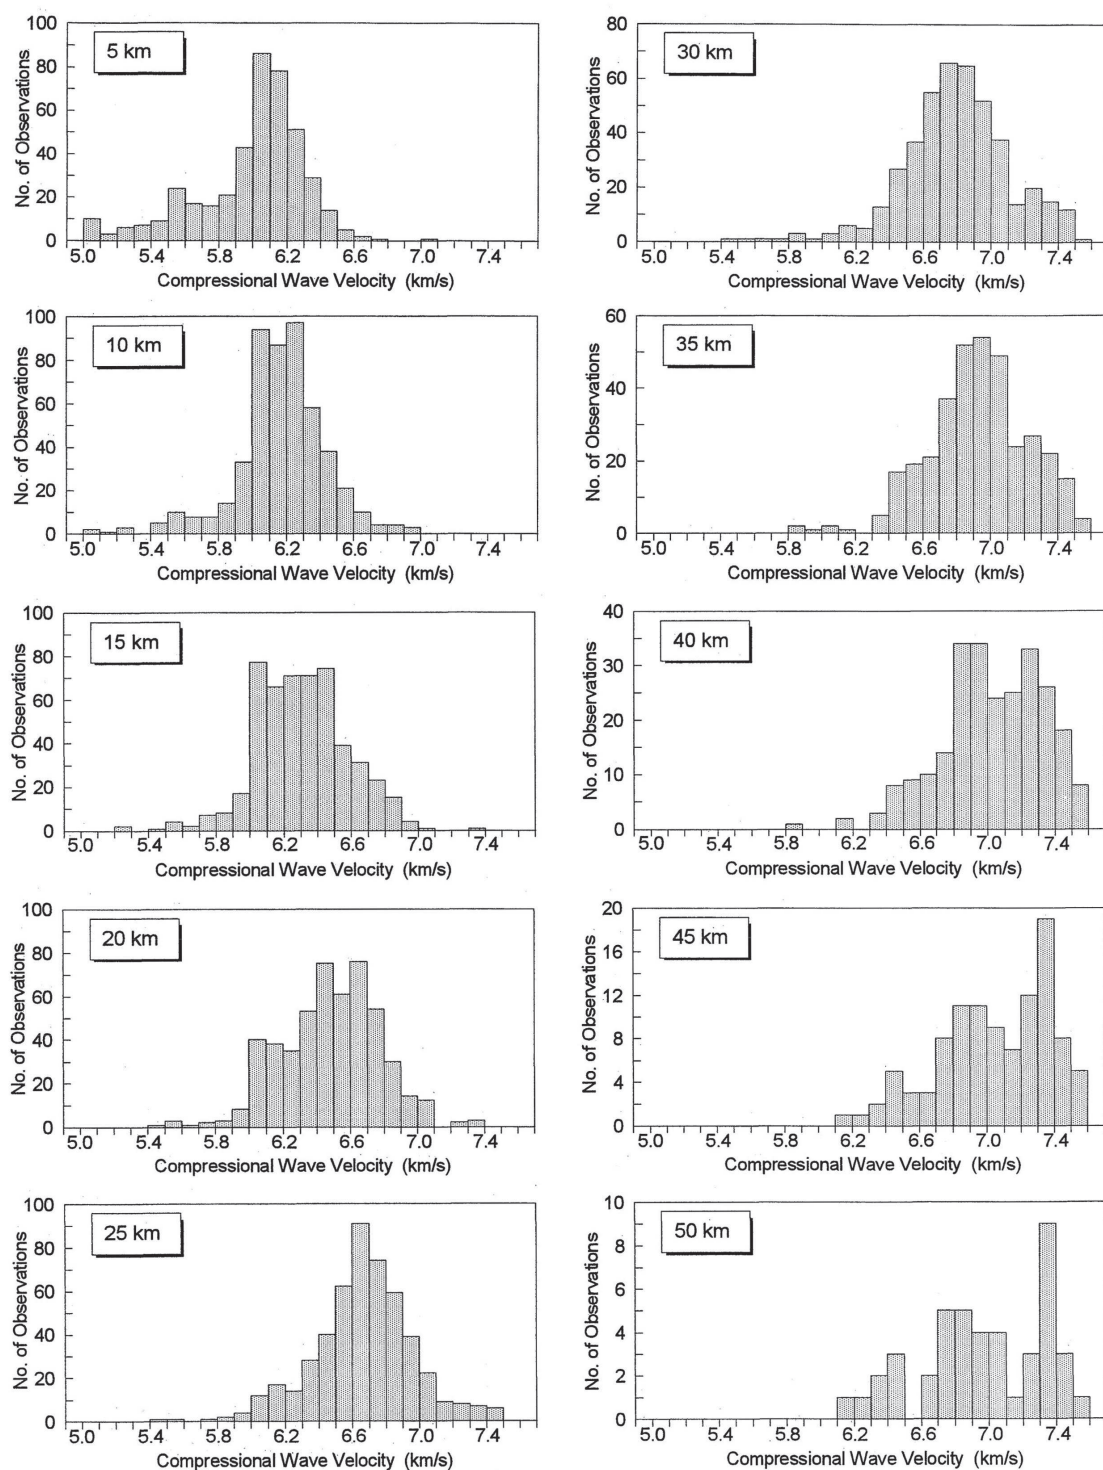 5 km
No. of Observations
100
80
60
40
20
0
5.0 5.4 5.8 6.2 6.6 7.0 7.4
Compressional Wave Velocity (km/s)
10 km
No. of Observations
100
80
60
40
20
0
5.0 5.4 5.8 6.2 6.6 7.0 7.4
Compressional Wave Velocity (km/s)
15 km
No. of Observations
100
80
60
40
20
0
5.0 5.4 5.8 6.2 6.6 7.0 7.4
Compressional Wave Velocity (km/s)
20 km
No. of Observations
100
80
60
40
20
0
5.0 5.4 5.8 6.2 6.6 7.0 7.4
Compressional Wave Velocity (km/s)
25 km
No. of Observations
100
80
60
40
20
0
5.0 5.4 5.8 6.2 6.6 7.0 7.4
Compressional Wave Velocity (km/s)
30 km
No. of Observations
80
60
40
20
0
5.0 5.4 5.8 6.2 6.6 7.0 7.4
Compressional Wave Velocity (km/s)
35 km
No. of Observations
60
40
20
0
5.0 5.4 5.8 6.2 6.6 7.0 7.4
Compressional Wave Velocity (km/s)
40 km
No. of Observations
40
30
20
10
0
5.0 5.4 5.8 6.2 6.6 7.0 7.4
Compressional Wave Velocity (km/s)
45 km
No. of Observations
20
16
12
8
4
0
5.0 5.4 5.8 6.2 6.6 7.0 7.4
Compressional Wave Velocity (km/s)
50 km
No. of Observations
10
8
6
4
2
0
5.0 5.4 5.8 6.2 6.6 7.0 7.4
Compressional Wave Velocity (km/s)